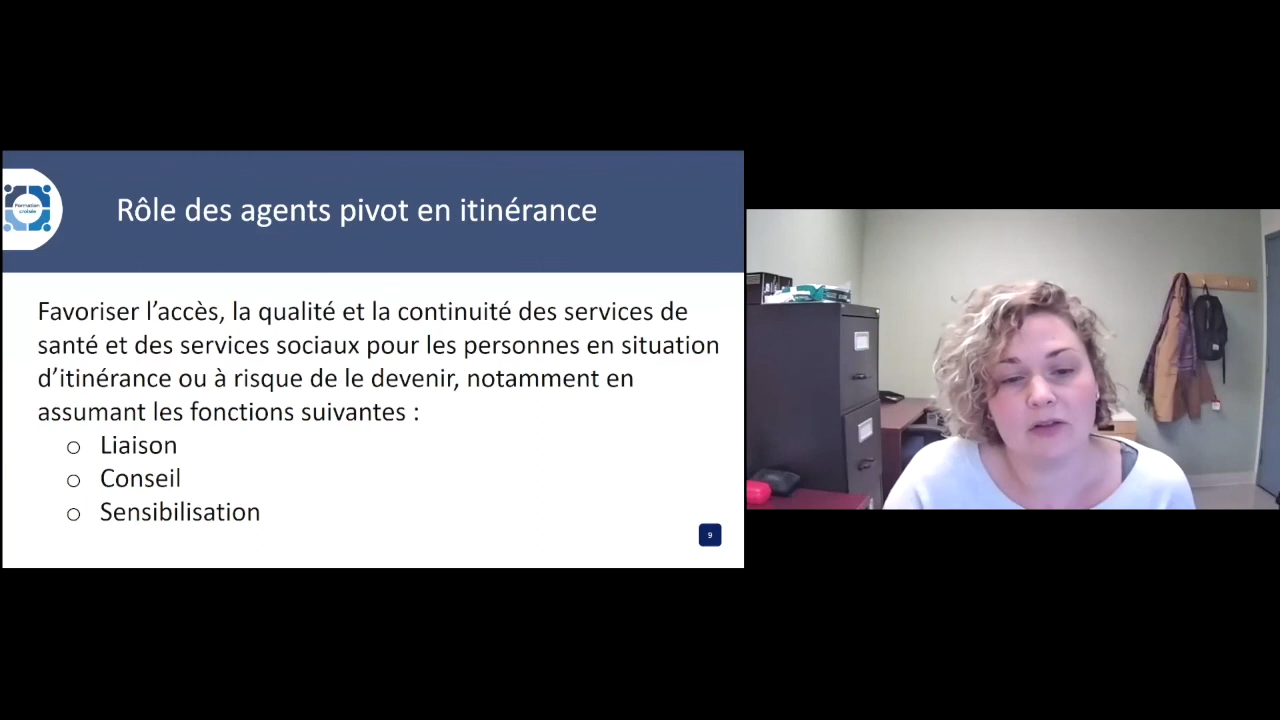 Formation
croisée
Rôle des agents pivot en itinérance
Favoriser l’accès, la qualité et la continuité des services de
santé et des services sociaux pour les personnes en situation
d’itinérance ou à risque de le devenir, notamment en
assumant les fonctions suivantes :
o Liaison
o Conseil
o Sensibilisation
9